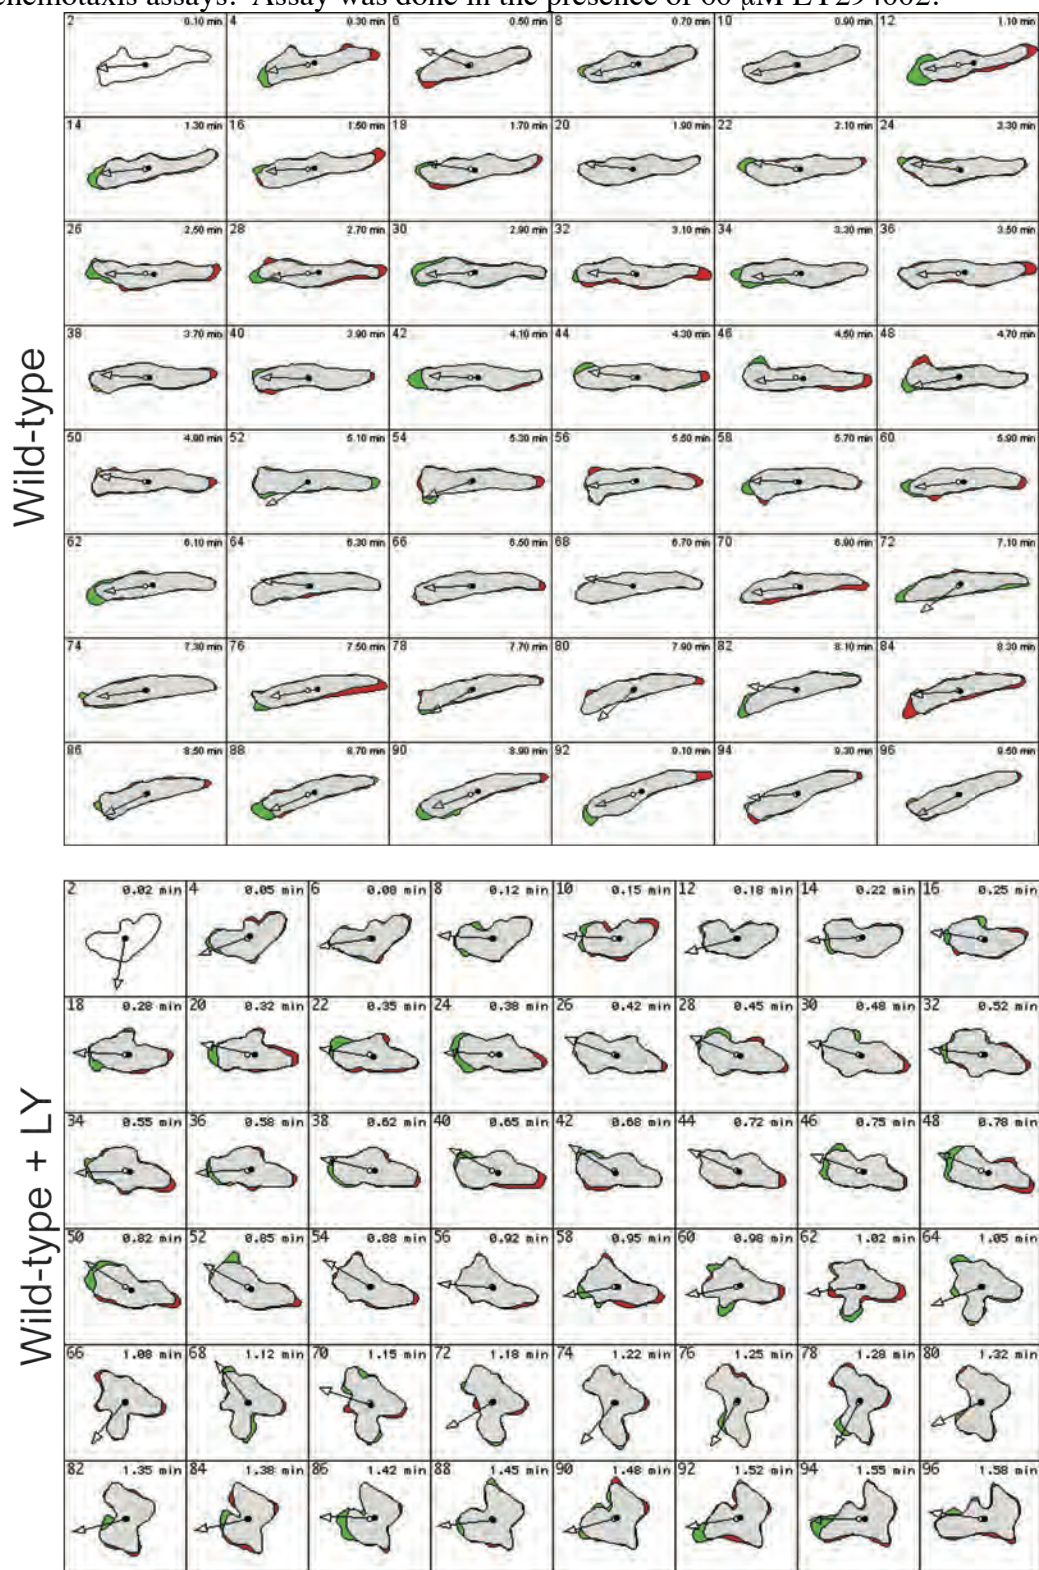 chemotaxis assays. Assay was done in the presence of 60 μM LY294002.
Wild-type
2 0.10 min 4 0.30 min 6 0.50 min 8 0.70 min 10 0.90 min 12 1.10 min
14 1.30 min 16 1.50 min 18 1.70 min 20 1.90 min 22 2.10 min 24 2.30 min
26 2.50 min 28 2.70 min 30 2.90 min 32 3.10 min 34 3.30 min 36 3.50 min
38 3.70 min 40 3.90 min 42 4.10 min 44 4.30 min 46 4.50 min 48 4.70 min
50 4.90 min 52 5.10 min 54 5.30 min 56 5.50 min 58 5.70 min 60 5.90 min
62 6.10 min 64 6.30 min 66 6.50 min 68 6.70 min 70 6.90 min 72 7.10 min
74 7.30 min 76 7.50 min 78 7.70 min 80 7.90 min 82 8.10 min 84 8.30 min
86 8.50 min 88 8.70 min 90 8.90 min 92 9.10 min 94 9.30 min 96 9.50 min
Wild-type + LY
2 0.02 min 4 0.05 min 6 0.08 min 8 0.12 min 10 0.15 min 12 0.18 min 14 0.22 min 16 0.25 min
18 0.28 min 20 0.32 min 22 0.35 min 24 0.38 min 26 0.42 min 28 0.45 min 30 0.48 min 32 0.52 min
34 0.55 min 36 0.58 min 38 0.62 min 40 0.65 min 42 0.68 min 44 0.72 min 46 0.75 min 48 0.78 min
50 0.82 min 52 0.85 min 54 0.88 min 56 0.92 min 58 0.95 min 60 0.98 min 62 1.02 min 64 1.05 min
66 1.08 min 68 1.12 min 70 1.15 min 72 1.18 min 74 1.22 min 76 1.25 min 78 1.28 min 80 1.32 min
82 1.35 min 84 1.38 min 86 1.42 min 88 1.45 min 90 1.48 min 92 1.52 min 94 1.55 min 96 1.58 min